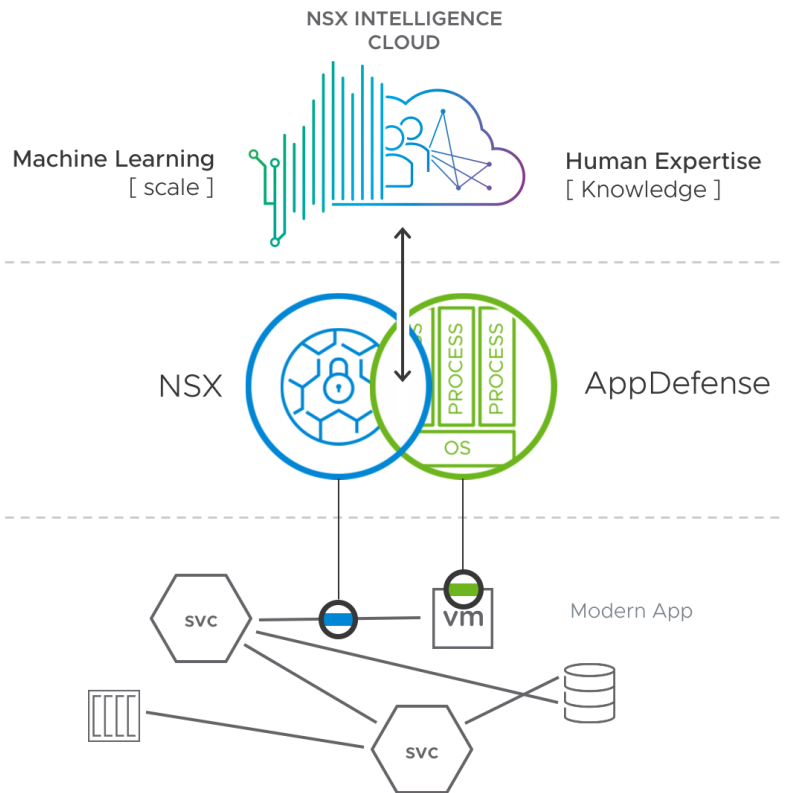 NSX INTELLIGENCE
CLOUD
Machine Learning
[ scale ]
Human Expertise
[ Knowledge ]
NSX
PROCESS
PROCESS
OS
AppDefense
svc
vm
Modern App
svc